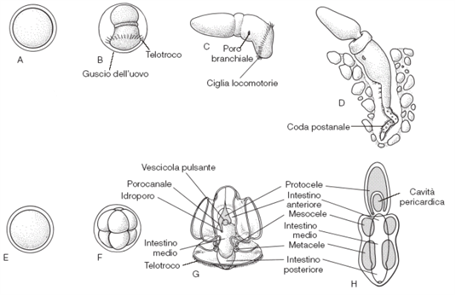 A
B
Telotroco
Guscio dell'uovo
C
Poro
branchiale
Ciglia locomotorie
D
Coda postanale
E
F
Vescicola pulsante
Porocanale
Idroporo
Intestino
medio
Telotroco
G
Protocele
Intestino
anteriore
Mesocele
Intestino
medio
Metacele
Intestino
posteriore
Cavità
pericardica
H